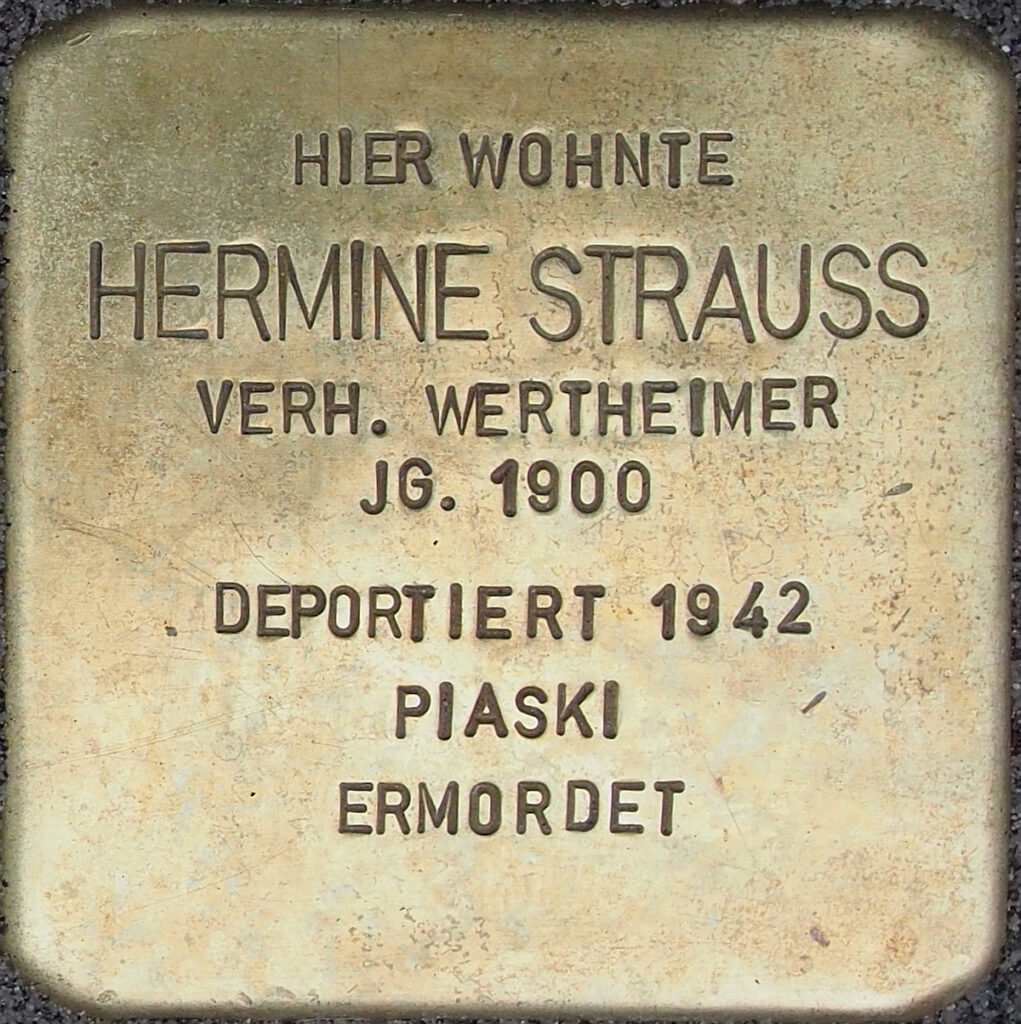 HIER WOHNTE
HERMINE STRAUSS
VERH. WERTHEIMER
JG. 1900
DEPORTIERT 1942
PIASKI
ERMORDET